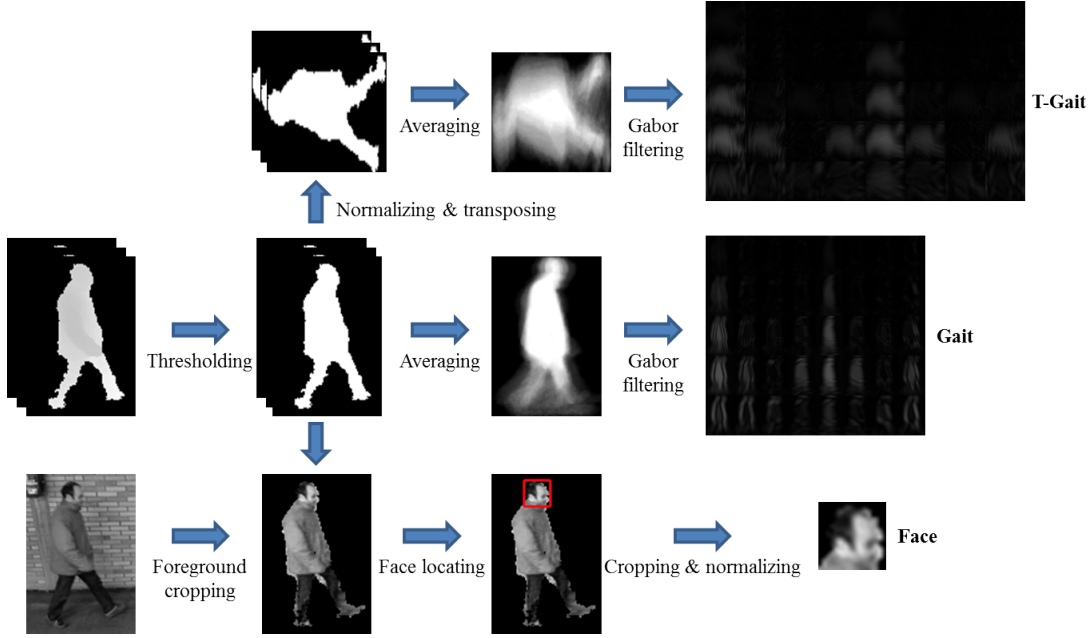 Averaging
Gabor
filtering
T-Gait
Normalizing & transposing
Thresholding
Averaging
Gabor
filtering
Gait
Foreground
cropping
Face locating
Cropping & normalizing
Face